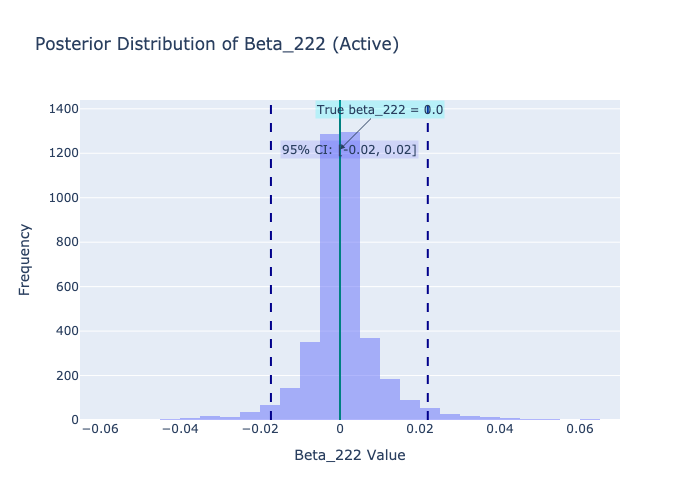 Posterior Distribution of Beta_222 (Active)
True beta_222 = 0.0
95% CI: [-0.02, 0.02]
1400
1200
1000
800
600
400
200
0
Frequency
−0.06 −0.04 −0.02 0 0.02 0.04 0.06
Beta_222 Value